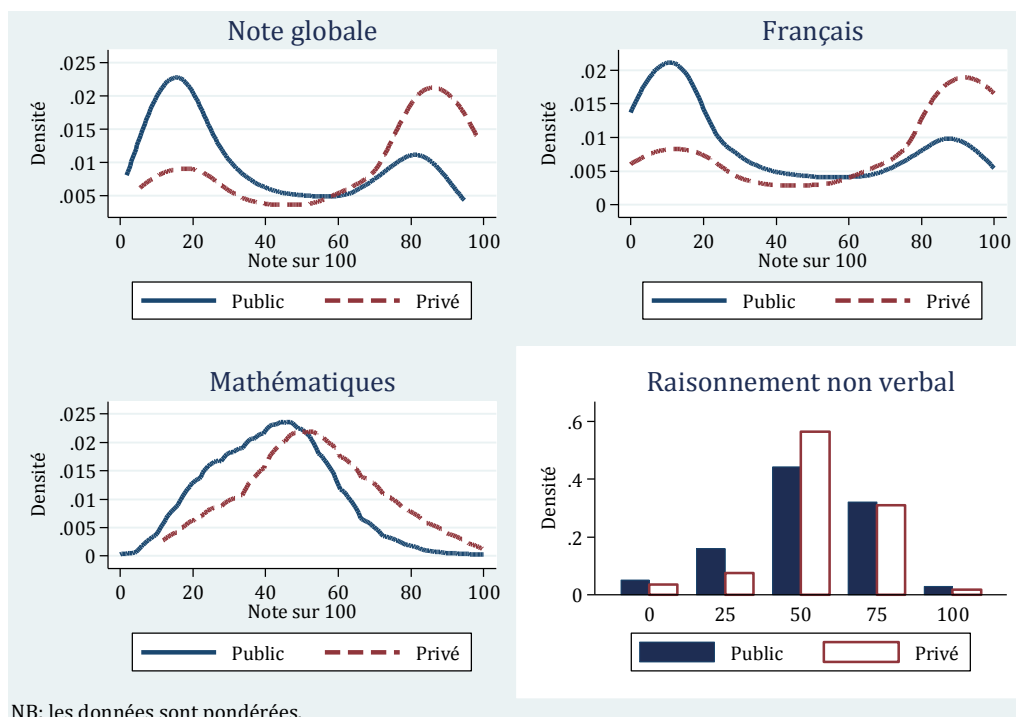 Note globale
Densité
.025
.02
.015
.01
.005
0 20 40 60 80 100
Note sur 100
Public Privé
Français
Densité
.02
.015
.01
.005
0
0 20 40 60 80 100
Note sur 100
Public Privé
Mathématiques
Densité
.025
.02
.015
.01
.005
0
0 20 40 60 80 100
Note sur 100
Public Privé
Raisonnement non verbal
Densité
.6
.4
.2
0
0 25 50 75 100
Public Privé
NB: les données sont pondérées.